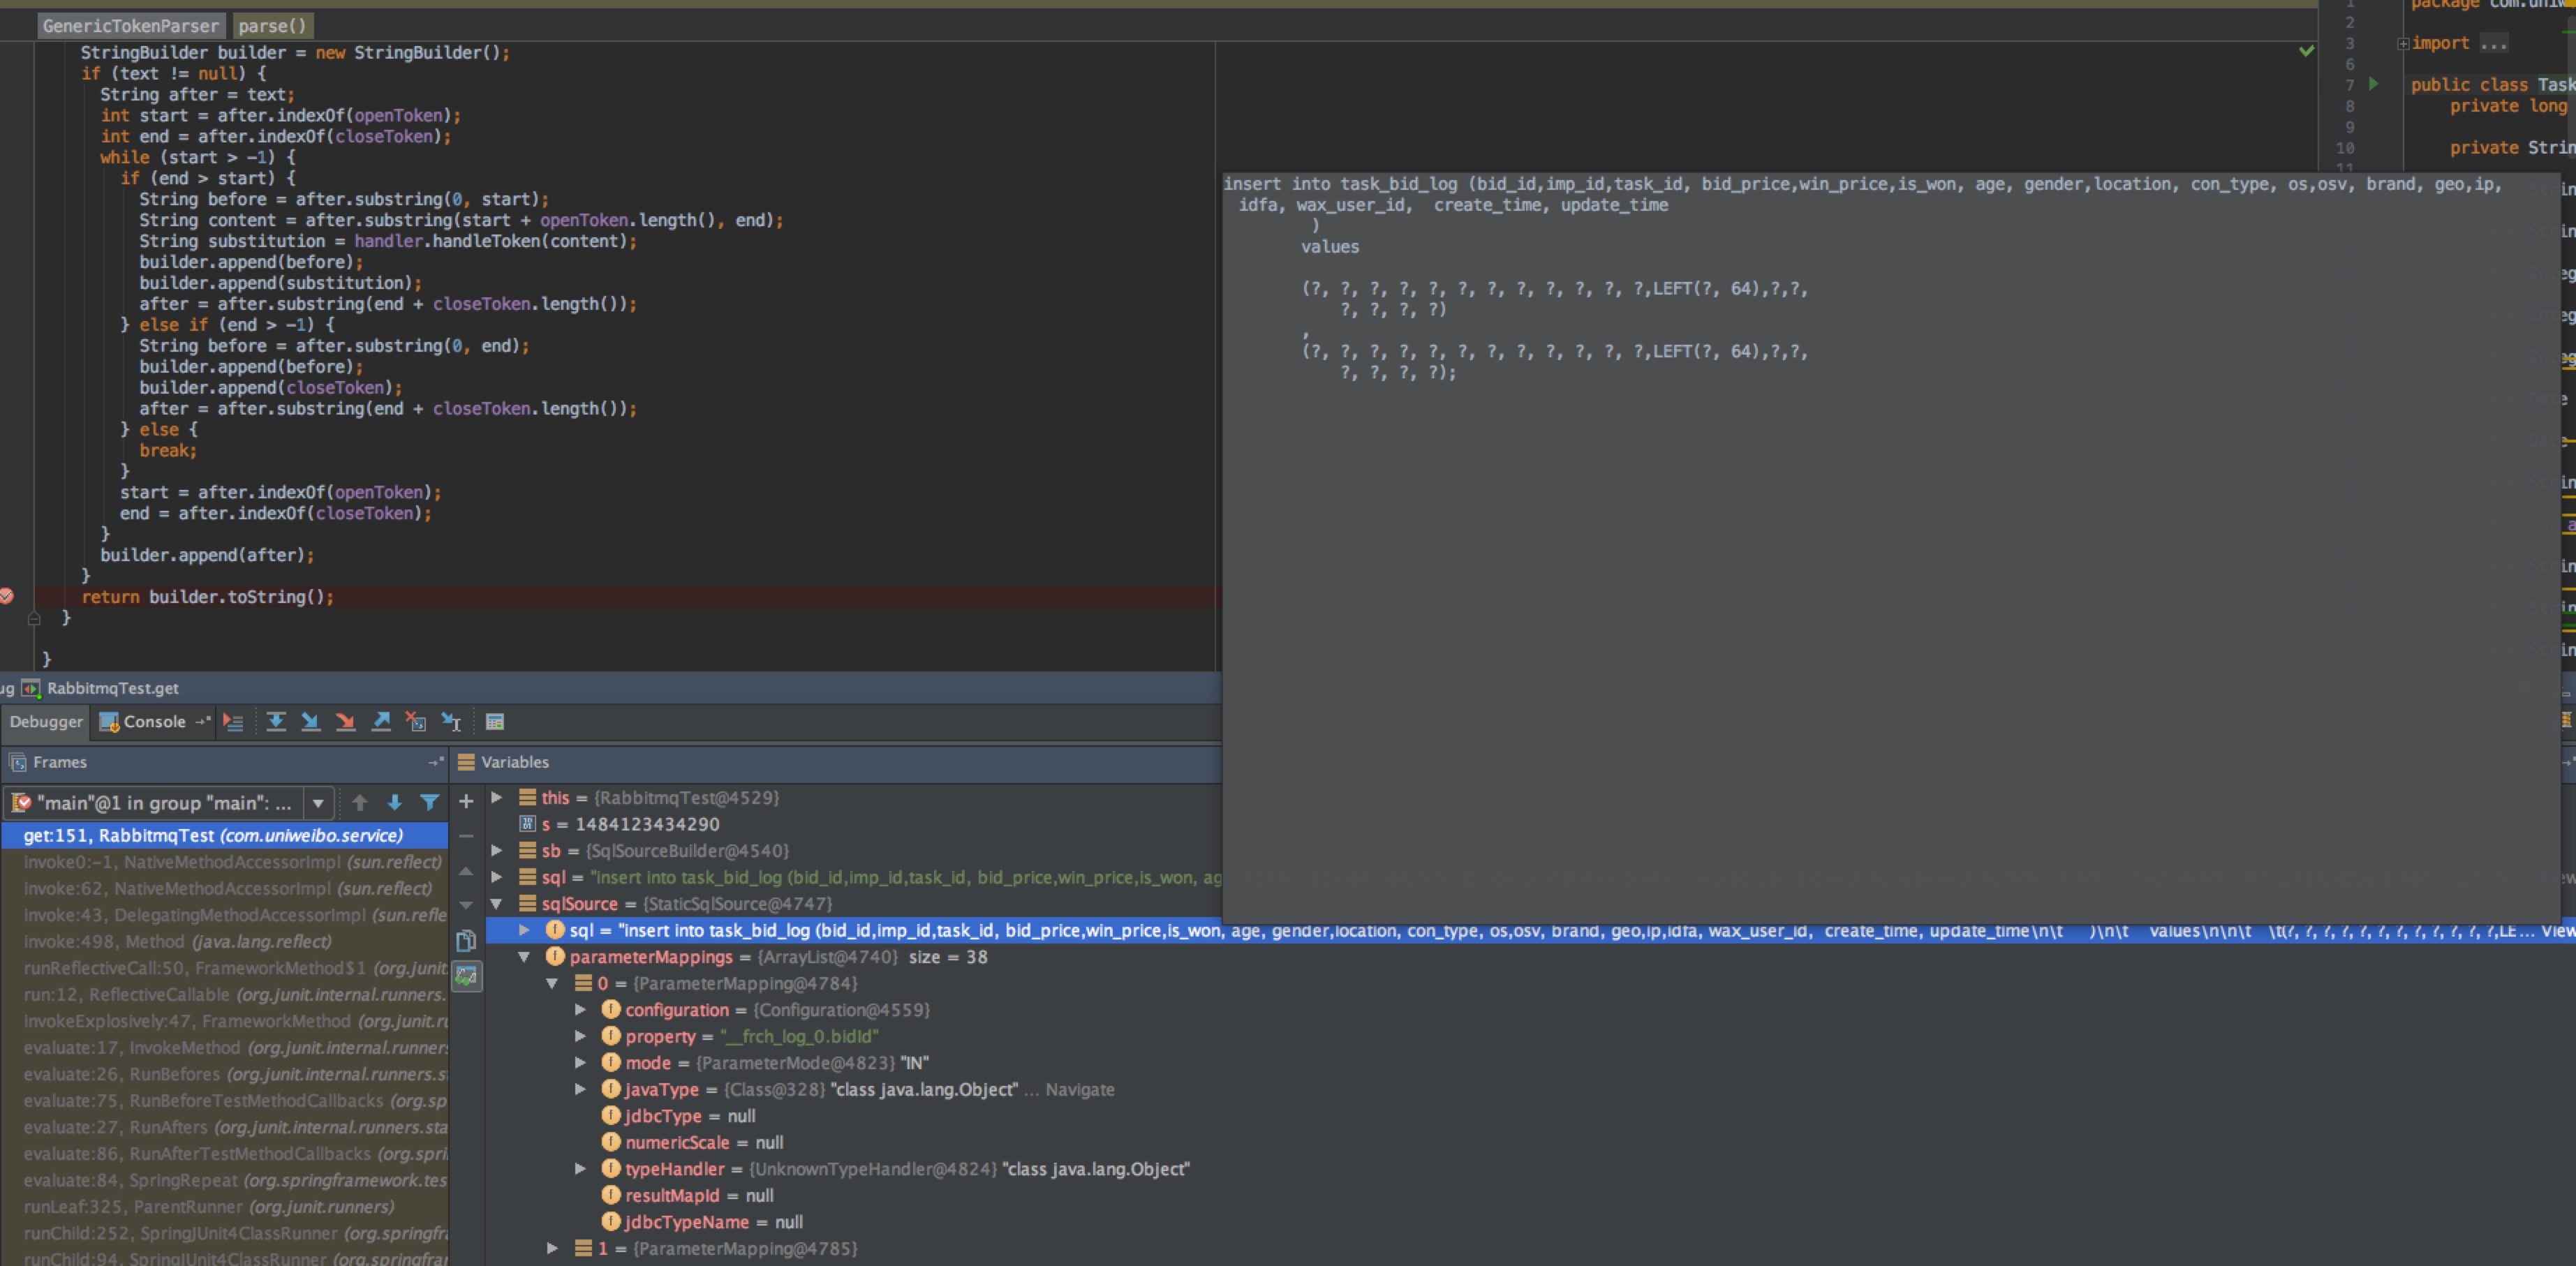 GenericTokenParser parse()
StringBuilder builder = new StringBuilder();
if (text != null) {
String after = text;
int start = after.indexOf(openToken);
int end = after.indexOf(closeToken);
while (start > -1) {
if (end > start) {
String before = after.substring(0, start);
String content = after.substring(start + openToken.length(), end);
String substitution = handler.handleToken(content);
builder.append(before);
builder.append(substitution);
after = after.substring(end + closeToken.length());
} else if (end > -1) {
String before = after.substring(0, end);
builder.append(before);
builder.append(closeToken);
after = after.substring(end + closeToken.length());
} else {
break;
}
start = after.indexOf(openToken);
end = after.indexOf(closeToken);
}
builder.append(after);
}
return builder.toString();
}
}
1 package com.uniw
2
3 import ...
6
7 public class Task
8 private long
9
10 private Strin
11
insert into task_bid_log (bid_id,imp_id,task_id, bid_price,win_price,is_won, age, gender,location, con_type, os,osv, brand, geo,ip,
idfa, wax_user_id, create_time, update_time
)
values
(?, ?, ?, ?, ?, ?, ?, ?, ?, ?, ?, ?,LEFT(?, 64),?,?,
?, ?, ?, ?)
,
(?, ?, ?, ?, ?, ?, ?, ?, ?, ?, ?, ?,LEFT(?, 64),?,?,
?, ?, ?, ?);
ug RabbitmqTest.get
Debugger Console
Frames
"main"@1 in group "main": ...
get:151, RabbitmqTest (com.uniweibo.service)
invoke0:-1, NativeMethodAccessorImpl (sun.reflect)
invoke:62, NativeMethodAccessorImpl (sun.reflect)
invoke:43, DelegatingMethodAccessorImpl (sun.refle
invoke:498, Method (java.lang.reflect)
runReflectiveCall:50, FrameworkMethod$1 (org.junit
run:12, ReflectiveCallable (org.junit.internal.runners.
invokeExplosively:47, FrameworkMethod (org.junit.ru
evaluate:17, InvokeMethod (org.junit.internal.runners
evaluate:26, RunBefores (org.junit.internal.runners.s
evaluate:75, RunBeforeTestMethodCallbacks (org.sp
evaluate:27, RunAfters (org.junit.internal.runners.sta
evaluate:86, RunAfterTestMethodCallbacks (org.spri
evaluate:84, SpringRepeat (org.springframework.tes
runLeaf:325, ParentRunner (org.junit.runners)
runChild:252, SpringJUnit4ClassRunner (org.springfr
runChild:94, SpringJUnit4ClassRunner (org.springfra
Variables
this = {RabbitmqTest@4529}
s = 1484123434290
sb = {SqlSourceBuilder@4540}
sql = "insert into task_bid_log (bid_id,imp_id,task_id, bid_price,win_price,is_won, ag
sqlSource = {StaticSqlSource@4747}
sql = "insert into task_bid_log (bid_id,imp_id,task_id, bid_price,win_price,is_won, age, gender,location, con_type, os,osv, brand, geo,ip,idfa, wax_user_id, create_time, update_time\n\t )\n\t values\n\n\t \t(?, ?, ?, ?, ?, ?, ?, ?, ?, ?, ?, ?,LE... View
parameterMappings = {ArrayList@4740} size = 38
0 = {ParameterMapping@4784}
configuration = {Configuration@4559}
property = "__frch_log_0.bidId"
mode = {ParameterMode@4823} "IN"
javaType = {Class@328} "class java.lang.Object" ... Navigate
jdbcType = null
numericScale = null
typeHandler = {UnknownTypeHandler@4824} "class java.lang.Object"
resultMapId = null
jdbcTypeName = null
1 = {ParameterMapping@4785}